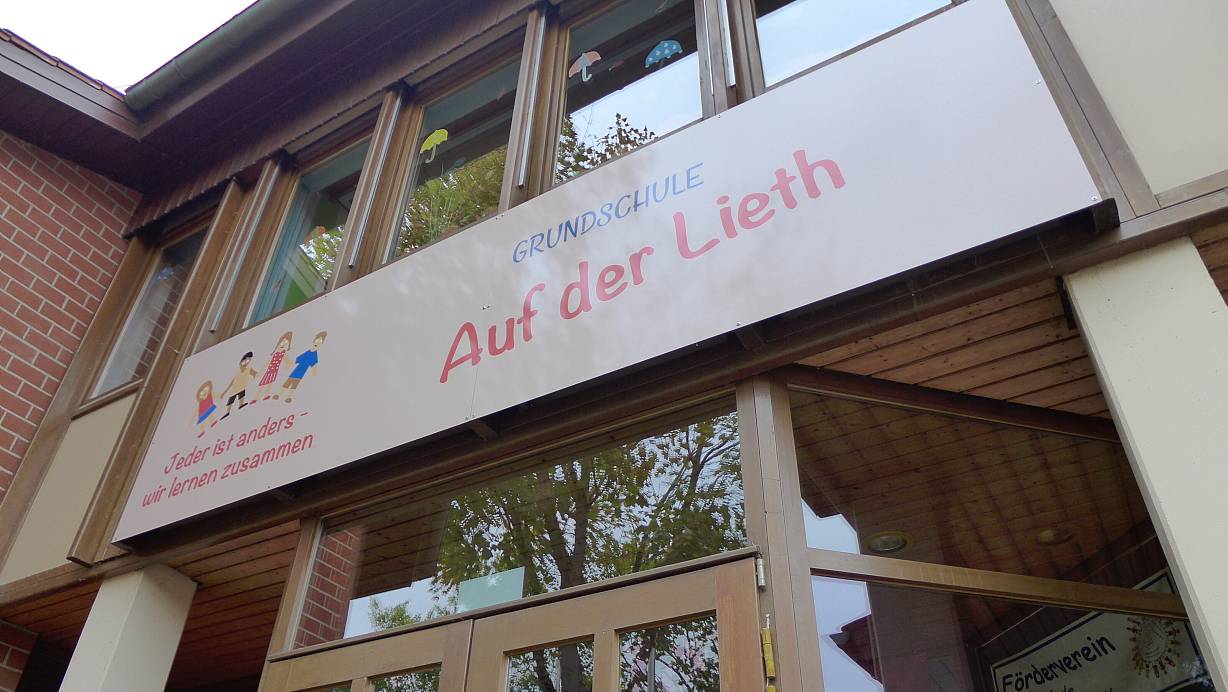 GRUNDSCHULE
Auf der Lieth
Jeder ist anders -
wir lernen zusammen
Förderverein